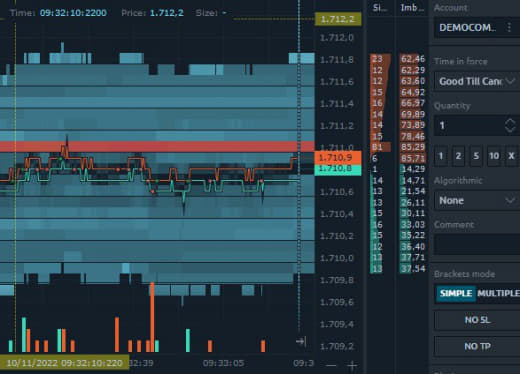 Time: 09:32:10:2200 Price: 1.712,2 Size: -
1.712,2
1.712,0
1.711,8
1.711,6
1.711,4
1.711,2
1.711,0
1.710,9
1.710,8
1.710,6
1.710,4
1.710,2
1.710,0
1.709,8
1.709,6
1.709,4
1.709,2
10/11/2022 09:32:10:220 32:39 09:33:05 09:3
Si... Imb...
23 62,46
12 62,29
12 63,60
15 64,92
16 66,97
14 69,89
14 73,89
15 78,46
81 85,29
6 85,71
1 14,29
14 14,71
13 21,54
13 26,11
15 30,11
16 33,03
15 35,22
12 36,40
13 37,71
13 37,54
Account
DEMOCOM...
Time in force
Good Till Canc
Quantity
1
1 2 5 10 X
Algorithmic
None
Comment
Brackets mode
SIMPLE MULTIPLE
NO SL
NO TP